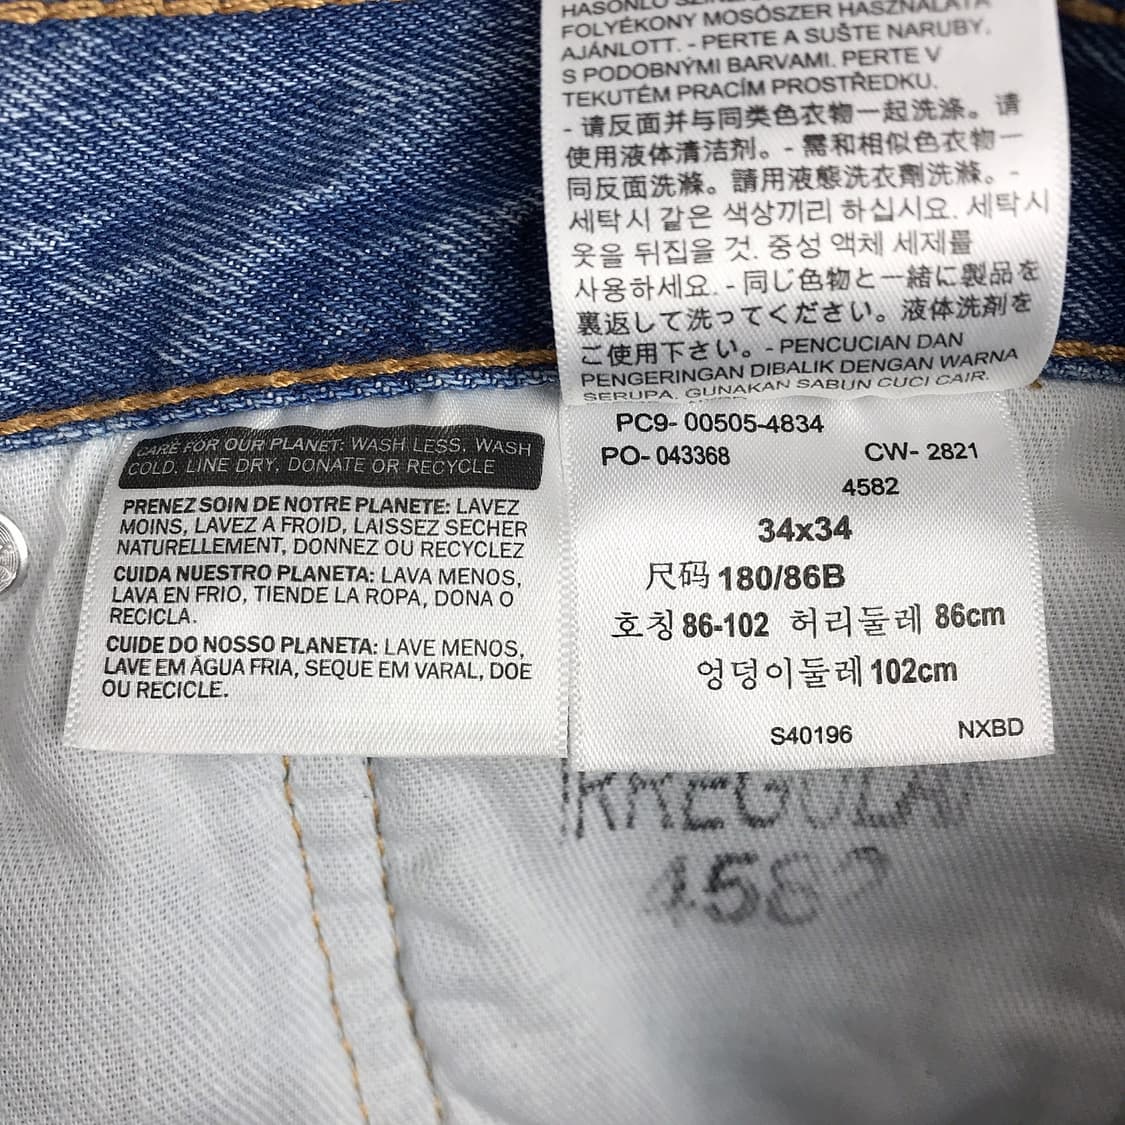 FOLYÉKONY MOSÓSZER HASZNÁLATA
AJÁNLOTT. - PERTE A SUŠTE NARUBY,
S PODOBNÝMI BARVAMI. PERTE V
TEKUTÉM PRACÍM PROSTŘEDKU.
- 请反面并与同类色衣物一起洗涤。请
使用液体清洁剂。- 需和相似色衣物一
同反面洗滌。請用液態洗衣劑洗滌。-
세탁시 같은 색상끼리 하십시요. 세탁시
옷을 뒤집을 것. 중성 액체 세제를
사용하세요. - 同じ色物と一緒に製品を
裏返して洗ってください。液体洗剤を
ご使用下さい。- PENCUCIAN DAN
PENGERINGAN DIBALIK DENGAN WARNA
SERUPA, GUNAKAN SABUN CUCI CAIR.
CARE FOR OUR PLANET: WASH LESS, WASH
COLD, LINE DRY, DONATE OR RECYCLE
PRENEZ SOIN DE NOTRE PLANETE: LAVEZ
MOINS, LAVEZ A FROID, LAISSEZ SECHER
NATURELLEMENT, DONNEZ OU RECYCLEZ
CUIDA NUESTRO PLANETA: LAVA MENOS,
LAVA EN FRIO, TIENDE LA ROPA, DONA O
RECICLA.
CUIDE DO NOSSO PLANETA: LAVE MENOS,
LAVE EM ÁGUA FRIA, SEQUE EM VARAL, DOE
OU RECICLE.
PC9- 00505-4834
PO- 043368 CW- 2821
4582
34x34
尺码 180/86B
호칭 86-102 허리둘레 86cm
엉덩이둘레 102cm
S40196 NXBD
IRREGULAR
4582